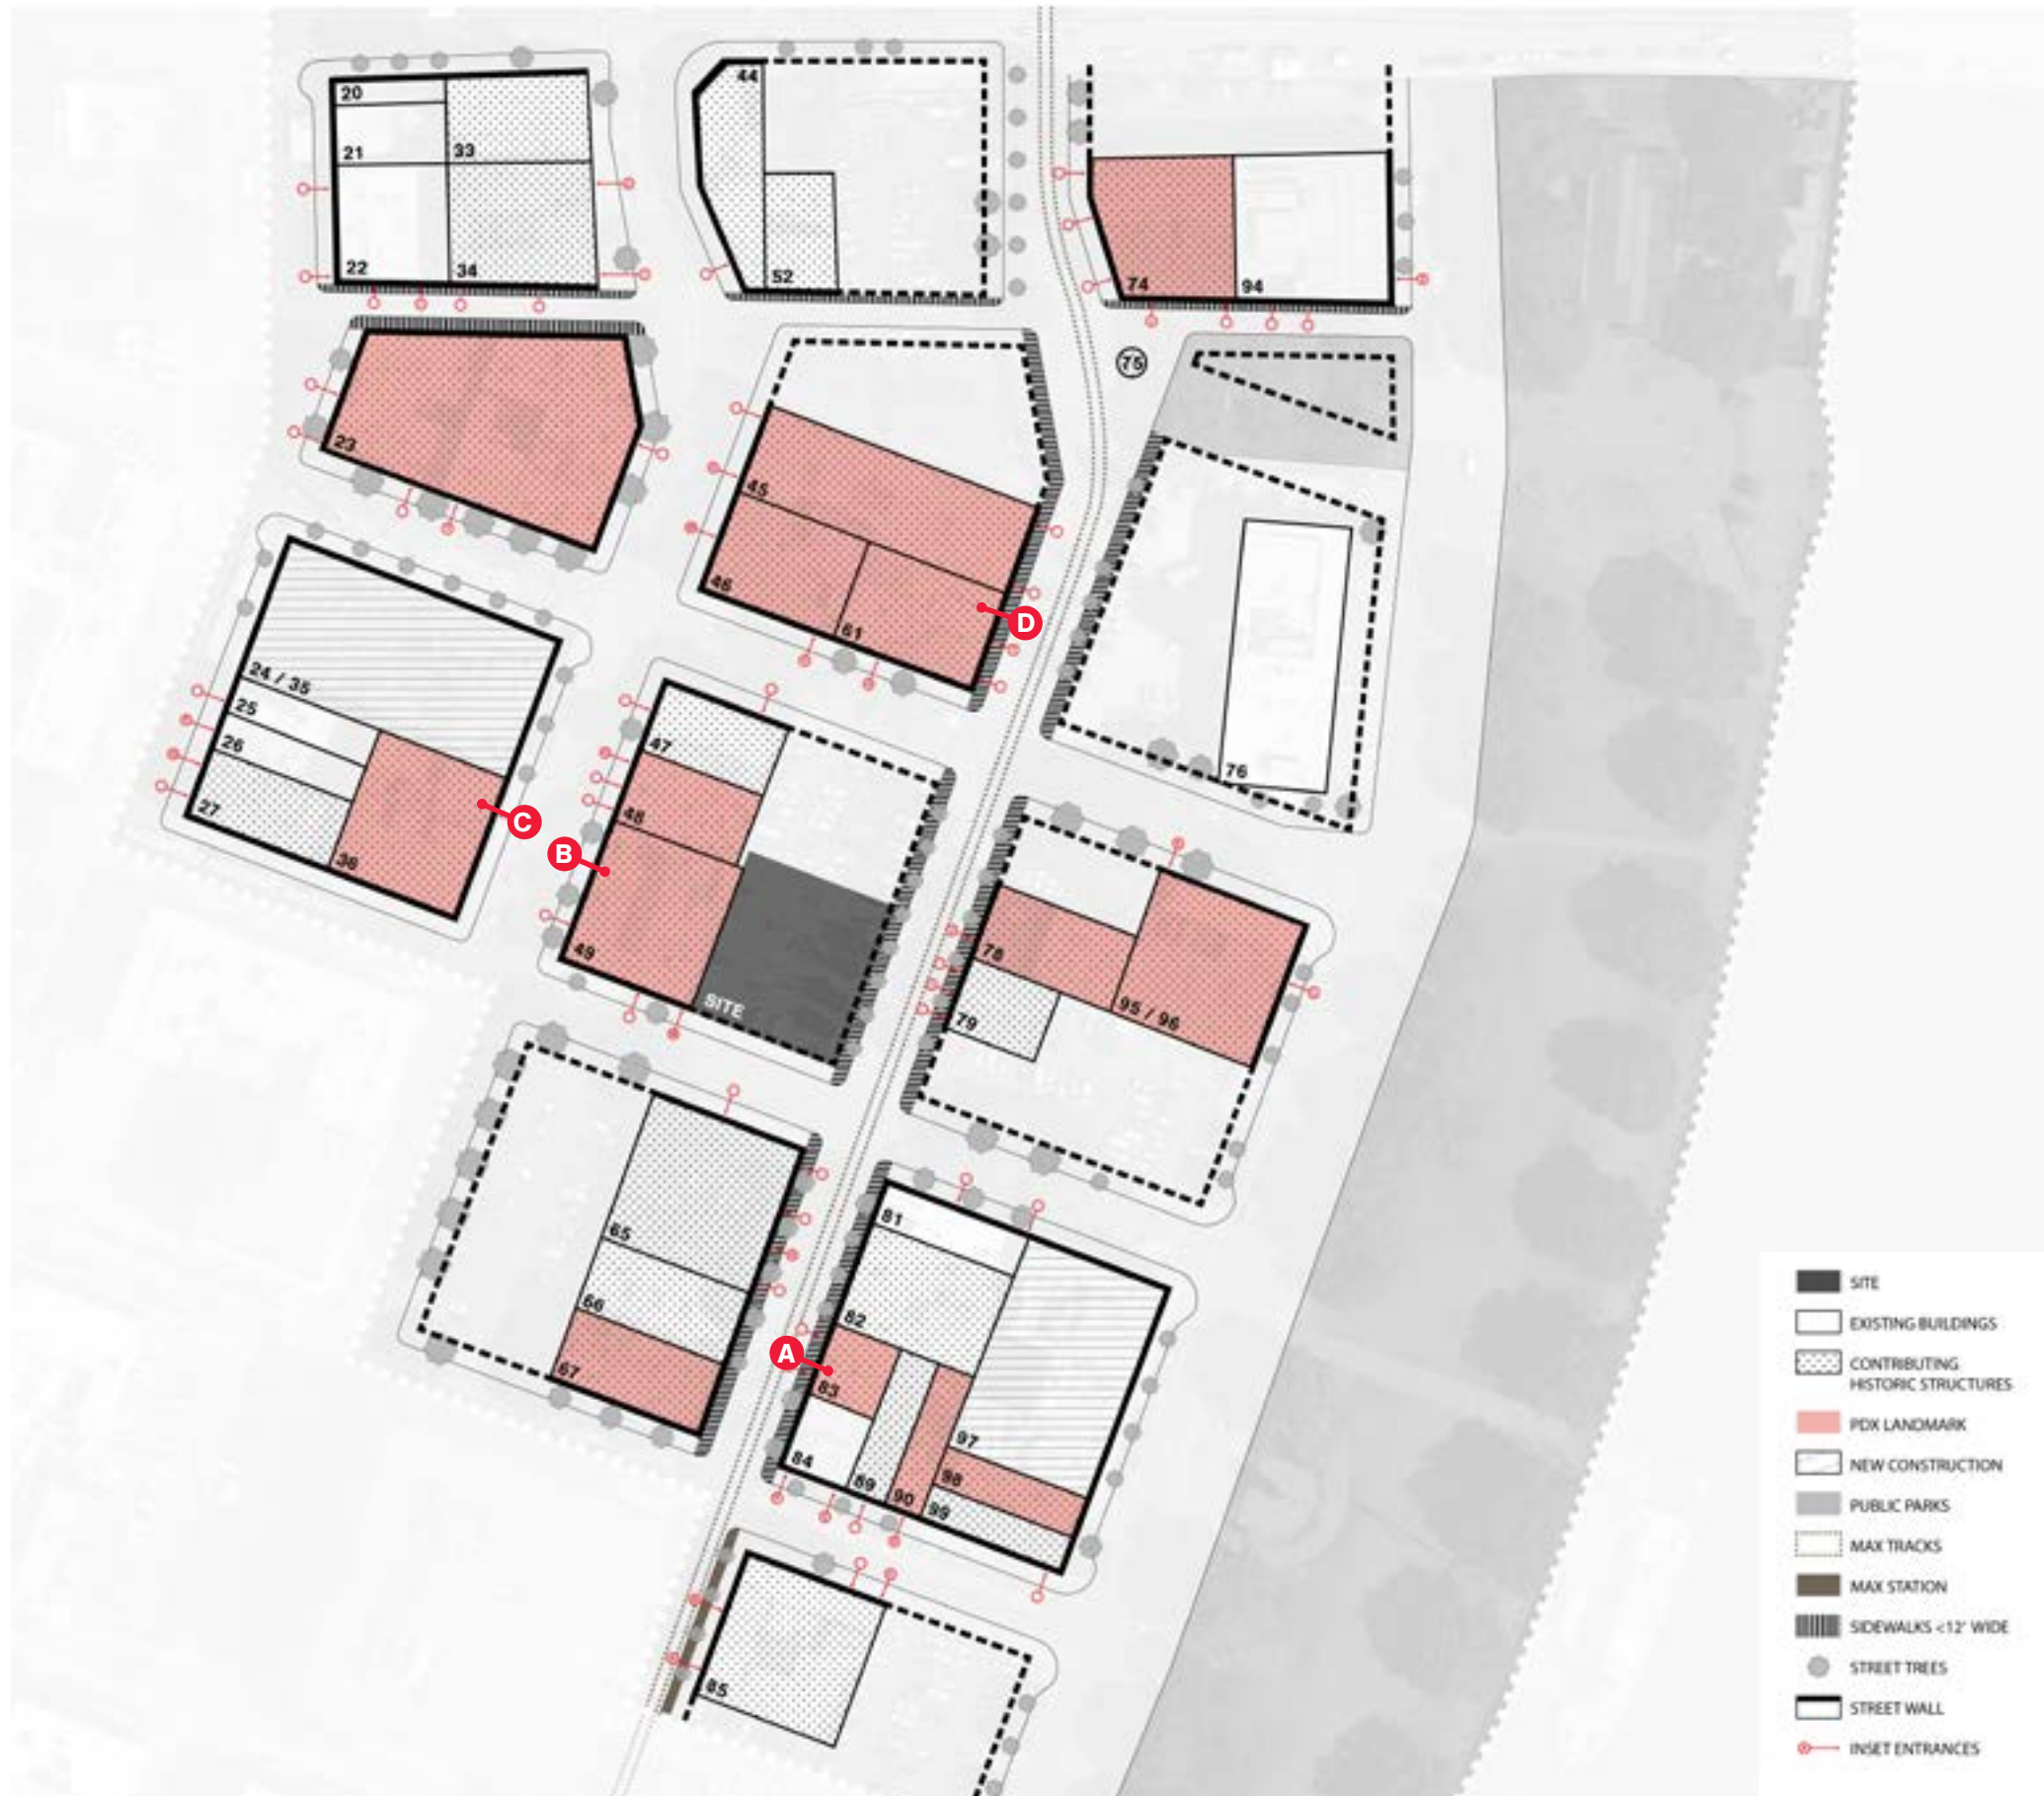 44
20
21
33
22
34
52
74
94
75
23
45
46
61
D
24 / 35
25
26
27
36
C
47
48
B
49
SITE
76
78
79
95 / 96
65
66
67
81
82
A
83
84
89
90
97
98
99
85
SITE
EXISTING BUILDINGS
CONTRIBUTING
HISTORIC STRUCTURES
PDX LANDMARK
NEW CONSTRUCTION
PUBLIC PARKS
MAX TRACKS
MAX STATION
SIDEWALKS <12' WIDE
STREET TREES
STREET WALL
INSET ENTRANCES